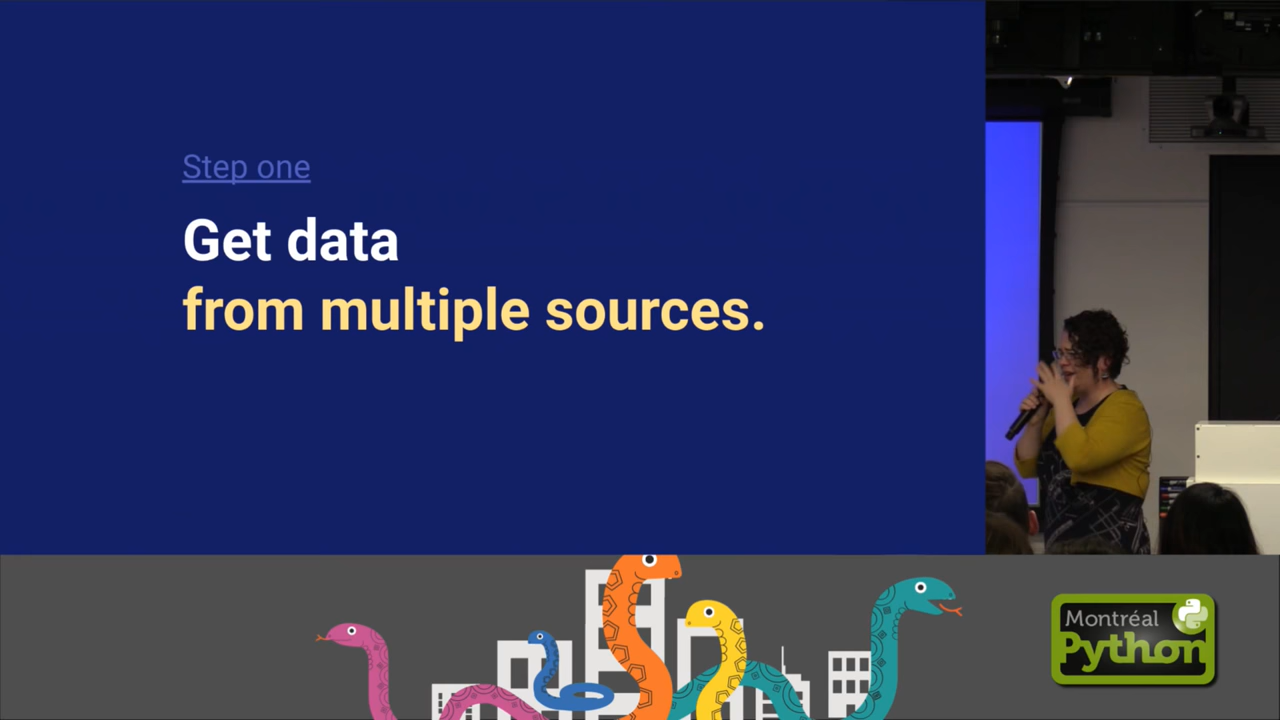 Step one
Get data
from multiple sources.
Montréal
Python